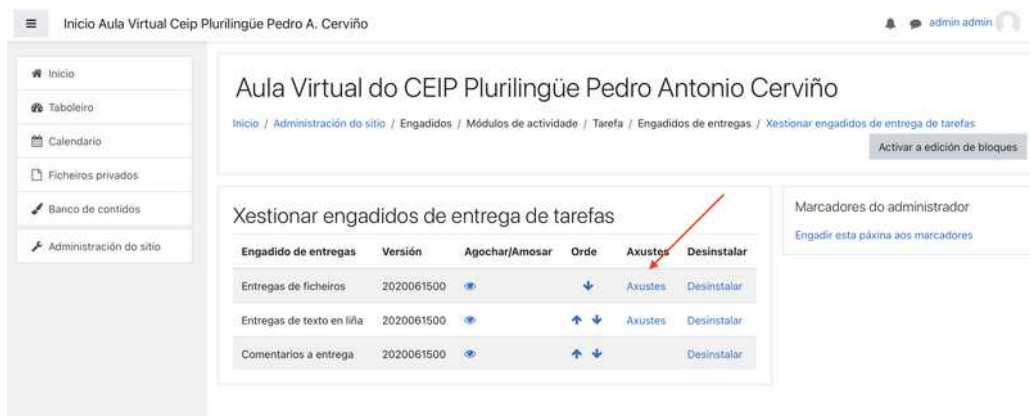 Inicio Aula Virtual Ceip Plurilingüe Pedro A. Cerviño
admin admin
Inicio
Taboleiro
Calendario
Ficheiros privados
Banco de contidos
Administración do sitio
Aula Virtual do CEIP Plurilingüe Pedro Antonio Cerviño
Inicio / Administración do sitio / Engadidos / Módulos de actividade / Tarefa / Engadidos de entregas / Xestionar engadidos de entrega de tarefas
Activar a edición de bloques
Xestionar engadidos de entrega de tarefas
Engadido de entregas Versión Agochar/Amosar Orde Axustes Desinstalar
Entregas de ficheiros 2020061500 Axustes Desinstalar
Entregas de texto en liña 2020061500 Axustes Desinstalar
Comentarios a entrega 2020061500 Desinstalar
Marcadores do administrador
Engadir esta páxina aos marcadores